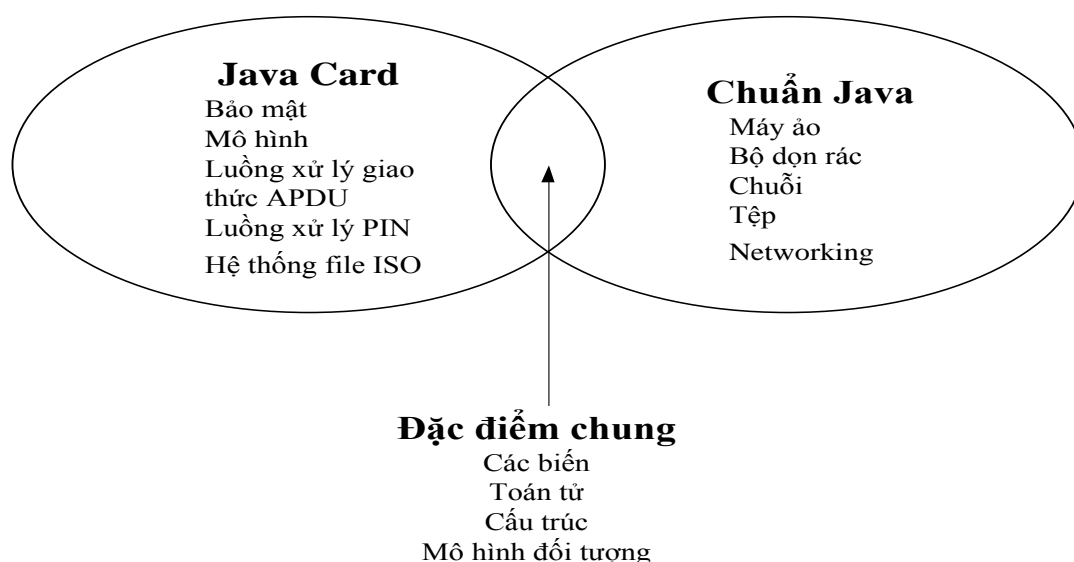 Java Card
Bảo mật
Mô hình
Luồng xử lý giao
thức APDU
Luồng xử lý PIN
Hệ thống file ISO
Chuẩn Java
Máy ảo
Bộ dọn rác
Chuỗi
Tệp
Networking
Đặc điểm chung
Các biến
Toán tử
Cấu trúc
Mô hình đối tượng